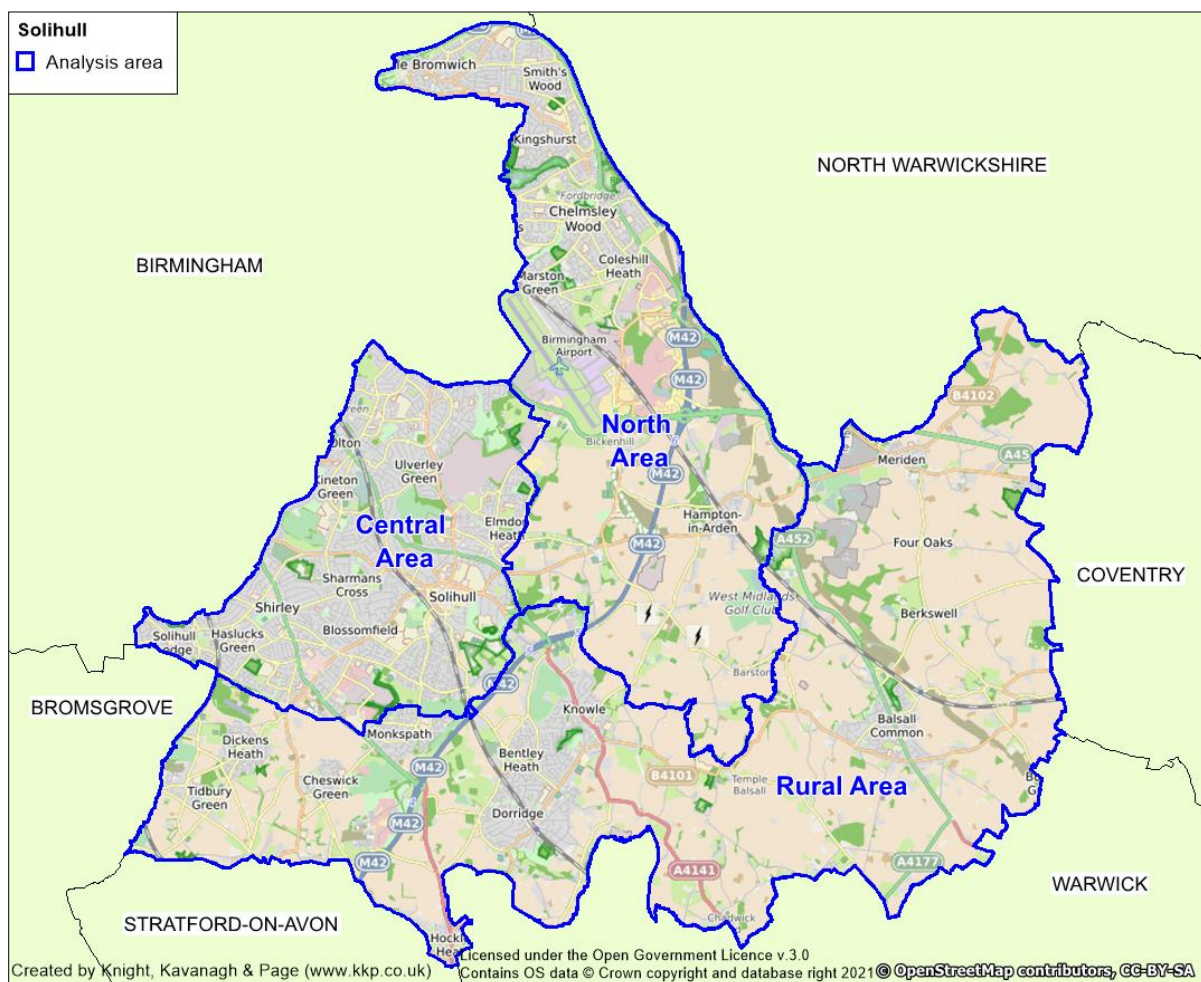 Solihull
Analysis area
Smith's
Wood
Kingshurst
NORTH WARWICKSHIRE
Fordbridge
Chelmsley
Wood
BIRMINGHAM
Coleshill
Heath
Marston
Green
Birmingham
Airport
M42
M42
B4102
North
Area
Bickenhill
M42
A45
Meriden
Ulverley
Green
Hampton-
in-Arden
Central
Area
M42
A452
Four Oaks
COVENTRY
Sharmans
Cross
Solihull
West Midlands
Golf Club
Berkswell
Shirley
Haslucks
Green
Blossomfield
Solihull
BROMSGROVE
Knowle
Balsall
Common
Monkspath
Dickens
Heath
Bentley
Heath
M42
Cheswick
Green
B4101
Temple
Balsall
Rural Area
Tidbury
Green
M42
Dorridge
M42
A4141
A4177
WARWICK
Chadwick
STRATFORD-ON-AVON
Created by Knight, Kavanagh & Page (www.kkp.co.uk)
Licensed under the Open Government Licence v.3.0
Contains OS data © Crown copyright and database right 2021
© OpenStreetMap contributors, CC-BY-SA